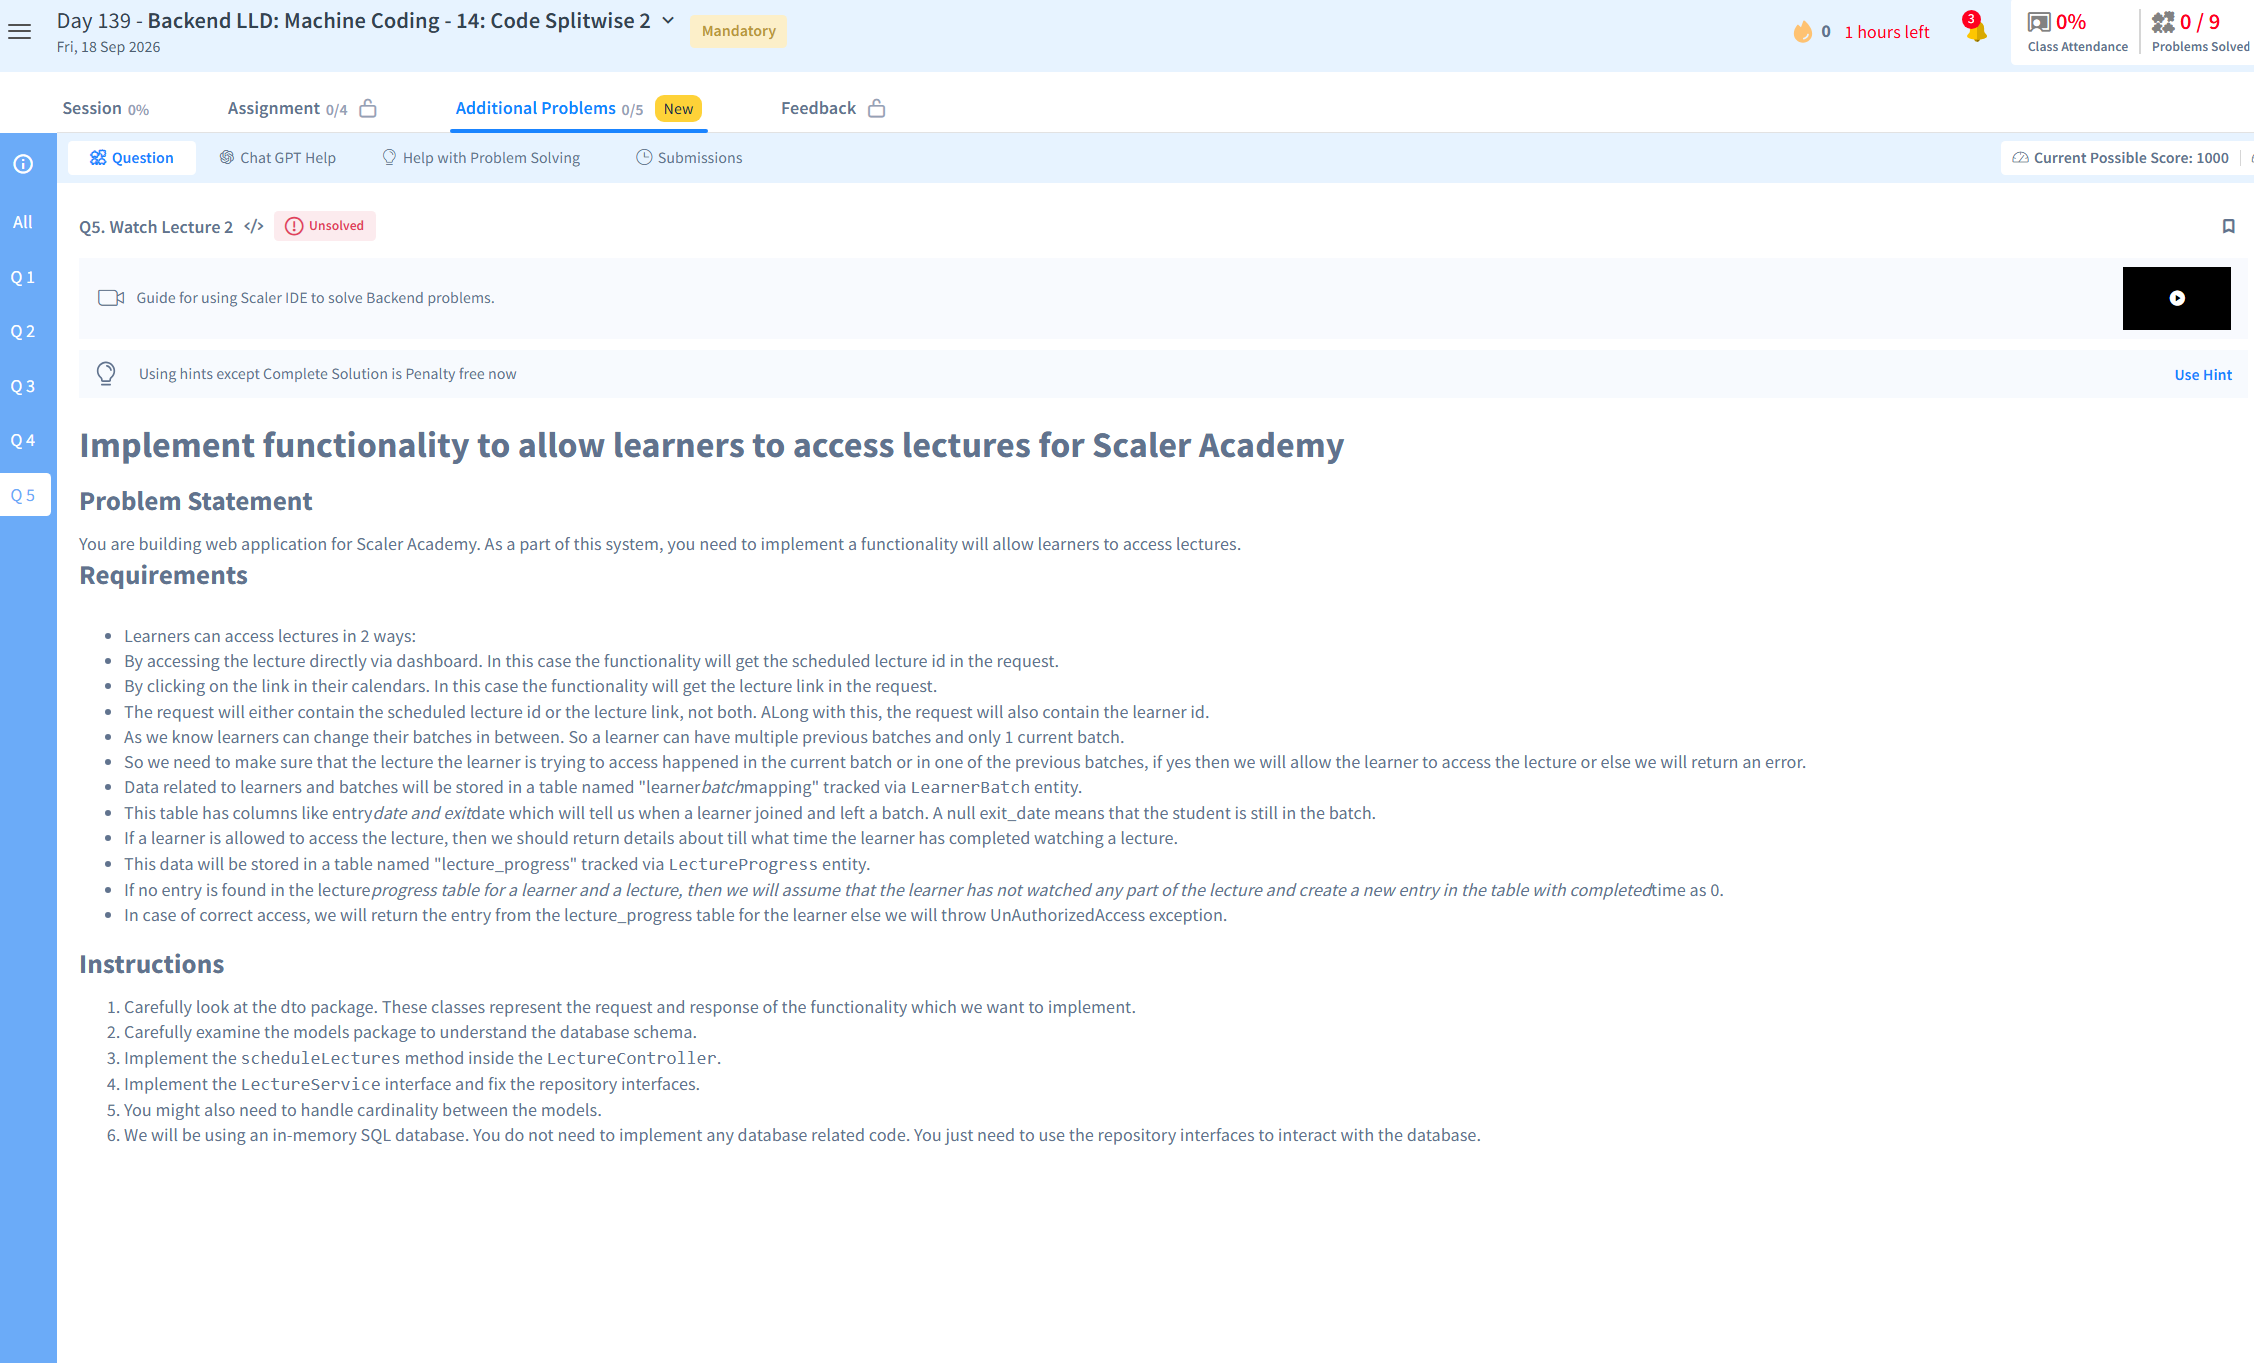 Day 139 - Backend LLD: Machine Coding - 14: Code Splitwise 2
Fri, 18 Sep 2026
Mandatory
0 1 hours left
3
0%
Class Attendance
0 / 9
Problems Solved
Session 0%
Assignment 0/4
Additional Problems 0/5 New
Feedback
Question
Chat GPT Help
Help with Problem Solving
Submissions
Current Possible Score: 1000
All
Q 1
Q 2
Q 3
Q 4
Q 5
Q5. Watch Lecture 2 </> Unsolved
Guide for using Scaler IDE to solve Backend problems.
Using hints except Complete Solution is Penalty free now
Use Hint
Implement functionality to allow learners to access lectures for Scaler Academy
Problem Statement
You are building web application for Scaler Academy. As a part of this system, you need to implement a functionality will allow learners to access lectures.
Requirements
• Learners can access lectures in 2 ways:
• By accessing the lecture directly via dashboard. In this case the functionality will get the scheduled lecture id in the request.
• By clicking on the link in their calendars. In this case the functionality will get the lecture link in the request.
• The request will either contain the scheduled lecture id or the lecture link, not both. ALong with this, the request will also contain the learner id.
• As we know learners can change their batches in between. So a learner can have multiple previous batches and only 1 current batch.
• So we need to make sure that the lecture the learner is trying to access happened in the current batch or in one of the previous batches, if yes then we will allow the learner to access the lecture or else we will return an error.
• Data related to learners and batches will be stored in a table named "learnerbatchmapping" tracked via LearnerBatch entity.
• This table has columns like entrydate and exitdate which will tell us when a learner joined and left a batch. A null exit_date means that the student is still in the batch.
• If a learner is allowed to access the lecture, then we should return details about till what time the learner has completed watching a lecture.
• This data will be stored in a table named "lecture_progress" tracked via LectureProgress entity.
• If no entry is found in the lectureprogress table for a learner and a lecture, then we will assume that the learner has not watched any part of the lecture and create a new entry in the table with completedtime as 0.
• In case of correct access, we will return the entry from the lecture_progress table for the learner else we will throw UnAuthorizedAccess exception.
Instructions
1. Carefully look at the dto package. These classes represent the request and response of the functionality which we want to implement.
2. Carefully examine the models package to understand the database schema.
3. Implement the scheduleLectures method inside the LectureController.
4. Implement the LectureService interface and fix the repository interfaces.
5. You might also need to handle cardinality between the models.
6. We will be using an in-memory SQL database. You do not need to implement any database related code. You just need to use the repository interfaces to interact with the database.